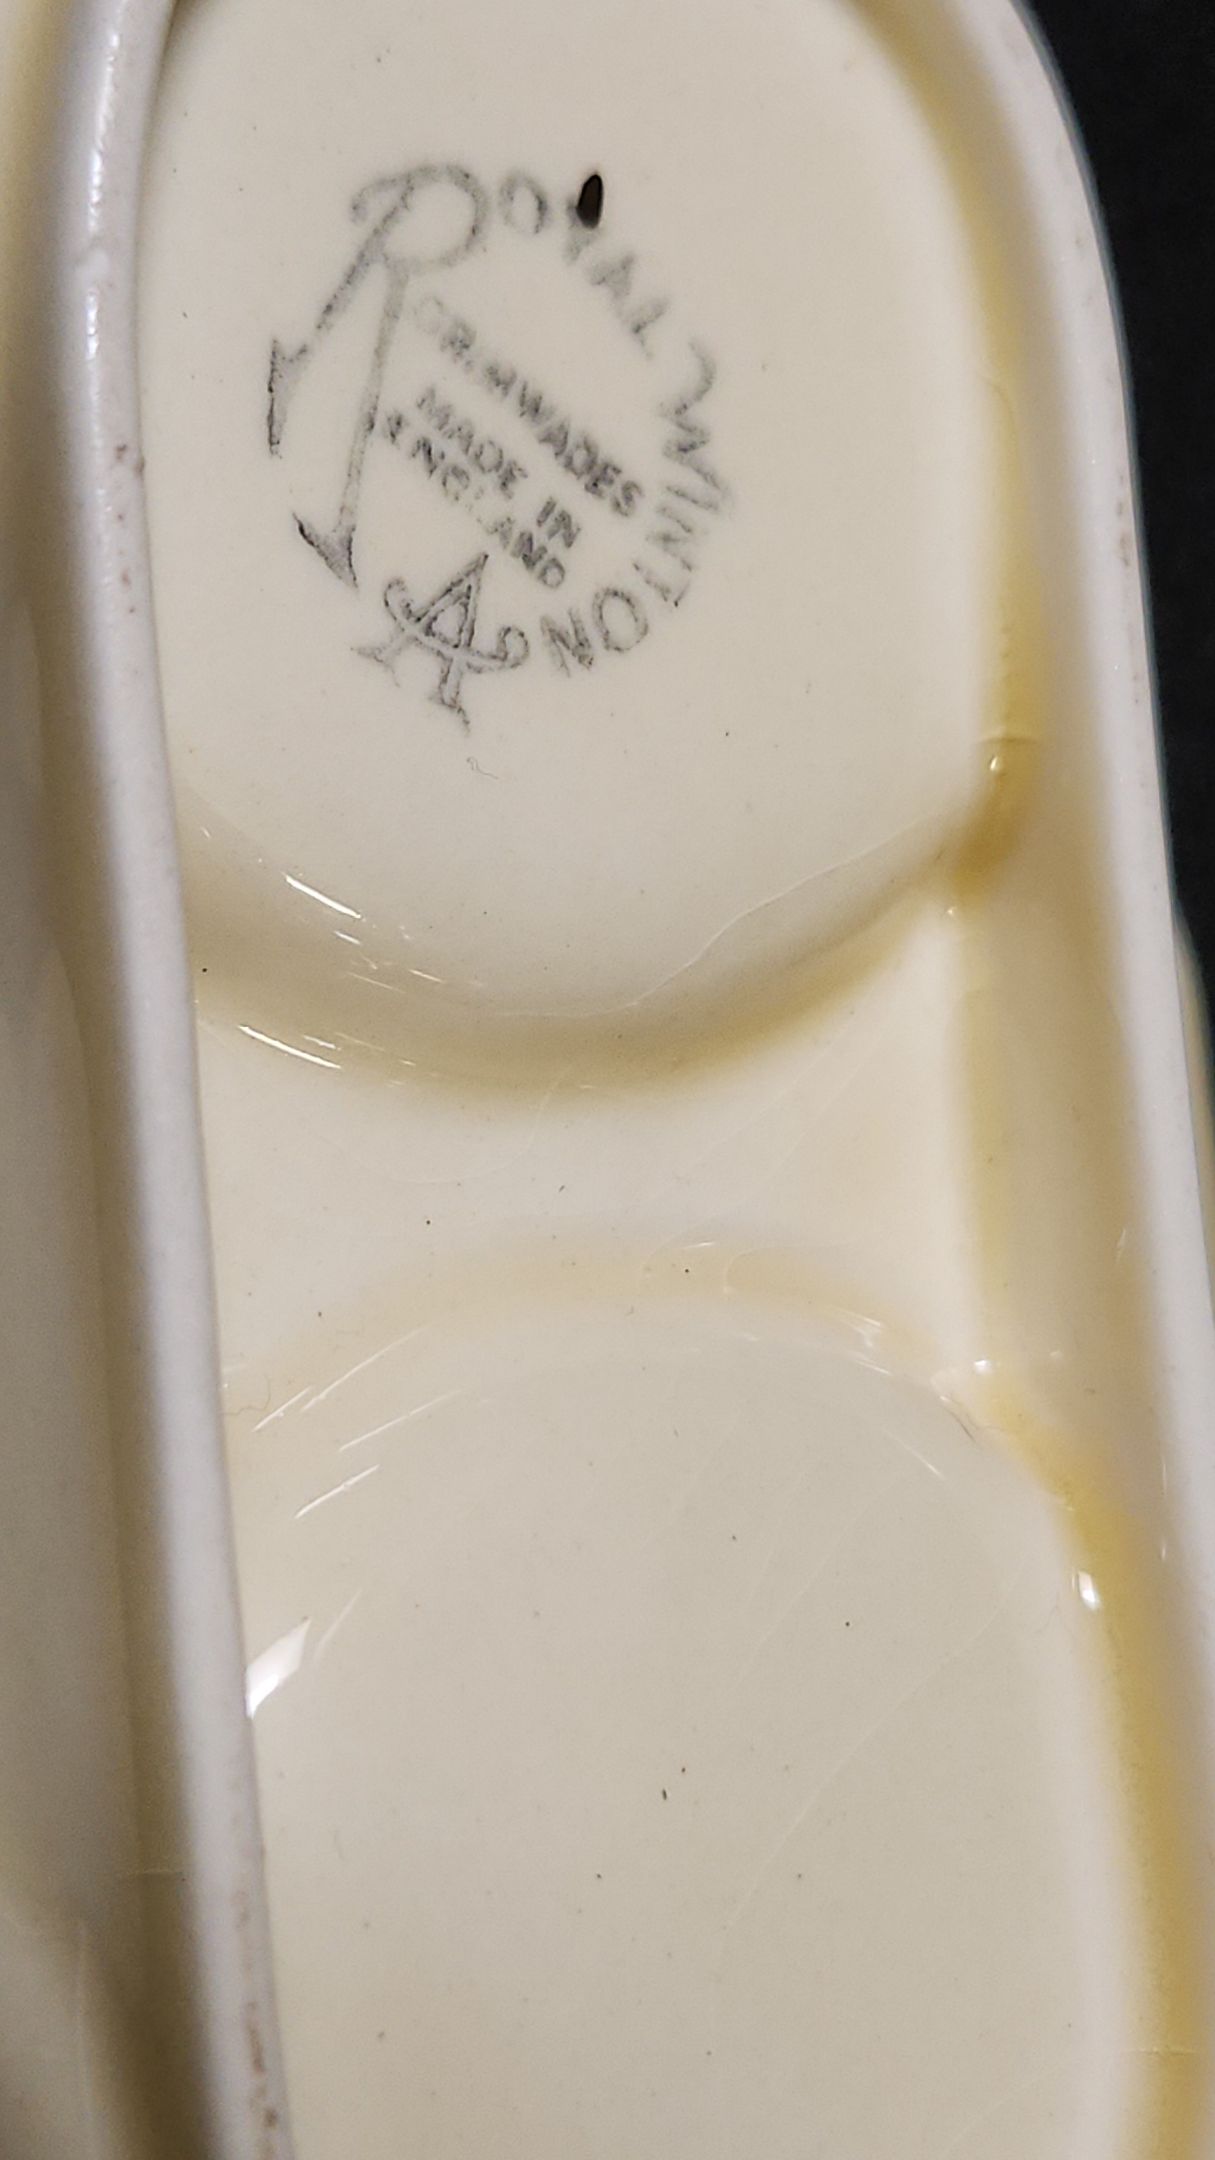 ROYAL WINTON
GRIMWADES
MADE IN
ENGLAND
A